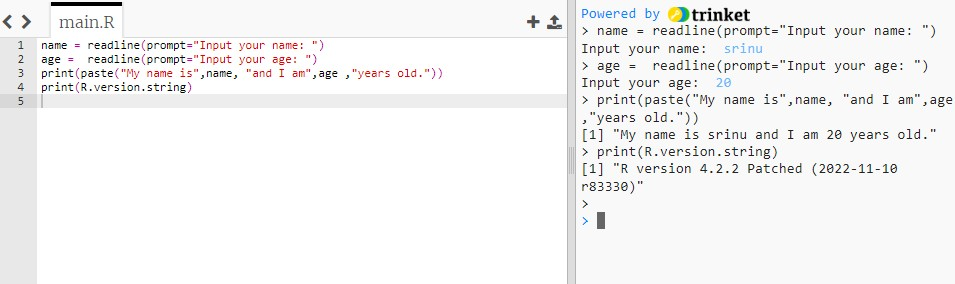 main.R
1 name = readline(prompt="Input your name: ")
2 age =  readline(prompt="Input your age: ")
3 print(paste("My name is",name, "and I am",age ,"years old."))
4 print(R.version.string)
5
Powered by trinket
> name = readline(prompt="Input your name: ")
Input your name:  srinu
> age =  readline(prompt="Input your age: ")
Input your age:  20
> print(paste("My name is",name, "and I am",age
,"years old."))
[1] "My name is srinu and I am 20 years old."
> print(R.version.string)
[1] "R version 4.2.2 Patched (2022-11-10
r83330)"
>
>